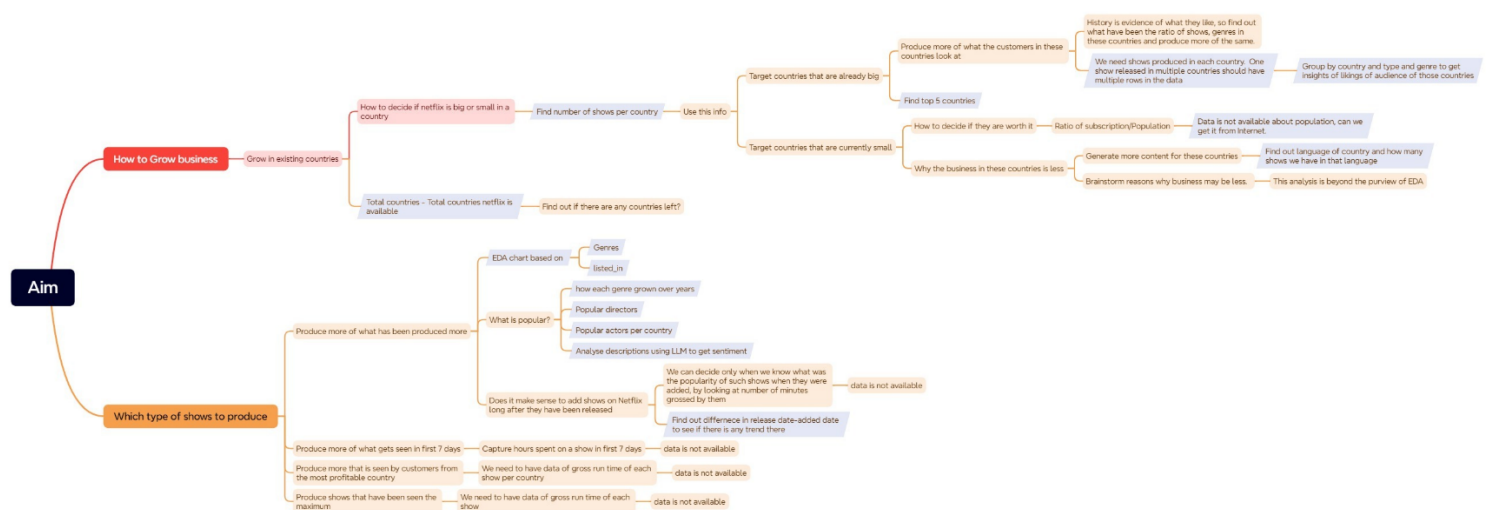 Aim
How to Grow business
Grow in existing countries
How to decide if netflix is big or small in a
country
Find number of shows per country
Use this info
Target countries that are already big
Produce more of what the customers in these
countries look at
History is evidence of what they like, so find out
what have been the ratio of shows, genres in
these countries and produce more of the same.
We need shows produced in each country. One
show released in multiple countries should have
multiple rows in the data
Group by country and type and genre to get
insights of likings of audience of those countries
Find top 5 countries
Target countries that are currently small
How to decide if they are worth it
Ratio of subscription/Population
Data is not available about population, can we
get it from Internet.
Why the business in these countries is less
Generate more content for these countries
Find out language of country and how many
shows we have in that language
Brainstorm reasons why business may be less.
This analysis is beyond the purview of EDA
Total countries - Total countries netflix is
available
Find out if there are any countries left?
Which type of shows to produce
Produce more of what has been produced more
EDA chart based on
Genres
listed_in
What is popular?
how each genre grown over years
Popular directors
Popular actors per country
Analyse descriptions using LLM to get sentiment
Does it make sense to add shows on Netflix
long after they have been released
We can decide only when we know what was
the popularity of such shows when they were
added, by looking at number of minutes
grossed by them
data is not available
Find out differnece in release date-added date
to see if there is any trend there
Produce more of what gets seen in first 7 days
Capture hours spent on a show in first 7 days
data is not available
Produce more that is seen by customers from
the most profitable country
We need to have data of gross run time of each
show per country
data is not available
Produce shows that have been seen the
maximum
We need to have data of gross run time of each
show
data is not available